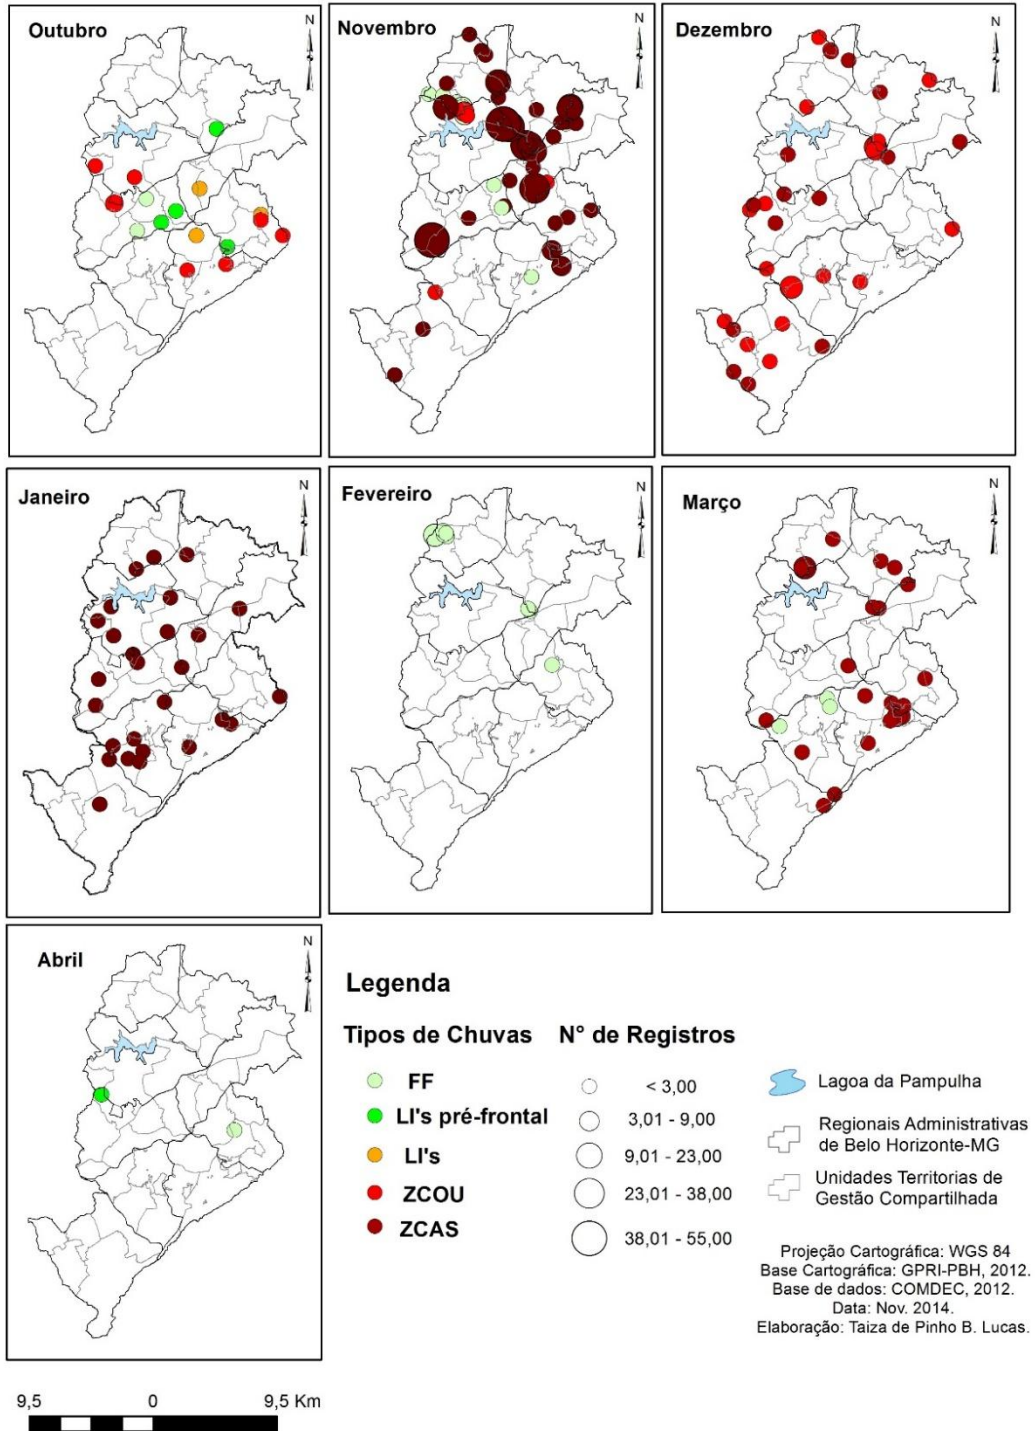 Outubro
N
Novembro
N
Dezembro
N
Janeiro
N
Fevereiro
N
Março
N
Abril
N
Legenda
Tipos de Chuvas
FF
LI's pré-frontal
LI's
ZCOU
ZCAS
N° de Registros
< 3,00
3,01 - 9,00
9,01 - 23,00
23,01 - 38,00
38,01 - 55,00
Lagoa da Pampulha
Regionais Administrativas
de Belo Horizonte-MG
Unidades Territorias de
Gestão Compartilhada
Projeção Cartográfica: WGS 84
Base Cartográfica: GPRI-PBH, 2012.
Base de dados: COMDEC, 2012.
Data: Nov. 2014.
Elaboração: Taiza de Pinho B. Lucas.
9,5 0 9,5 Km